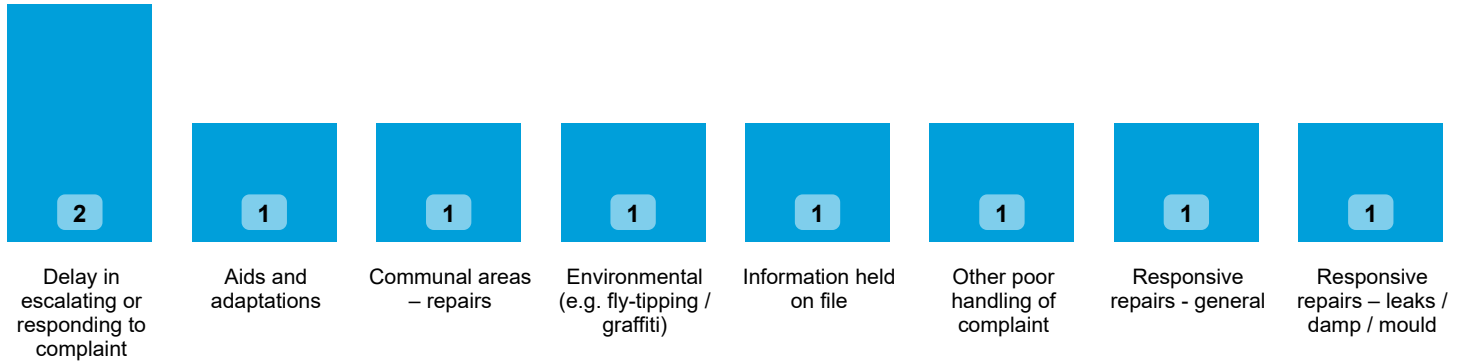 2
1
1
1
1
1
1
1
Delay in
escalating or
responding to
complaint
Aids and
adaptations
Communal areas
– repairs
Environmental
(e.g. fly-tipping /
graffiti)
Information held
on file
Other poor
handling of
complaint
Responsive
repairs - general
Responsive
repairs – leaks /
damp / mould